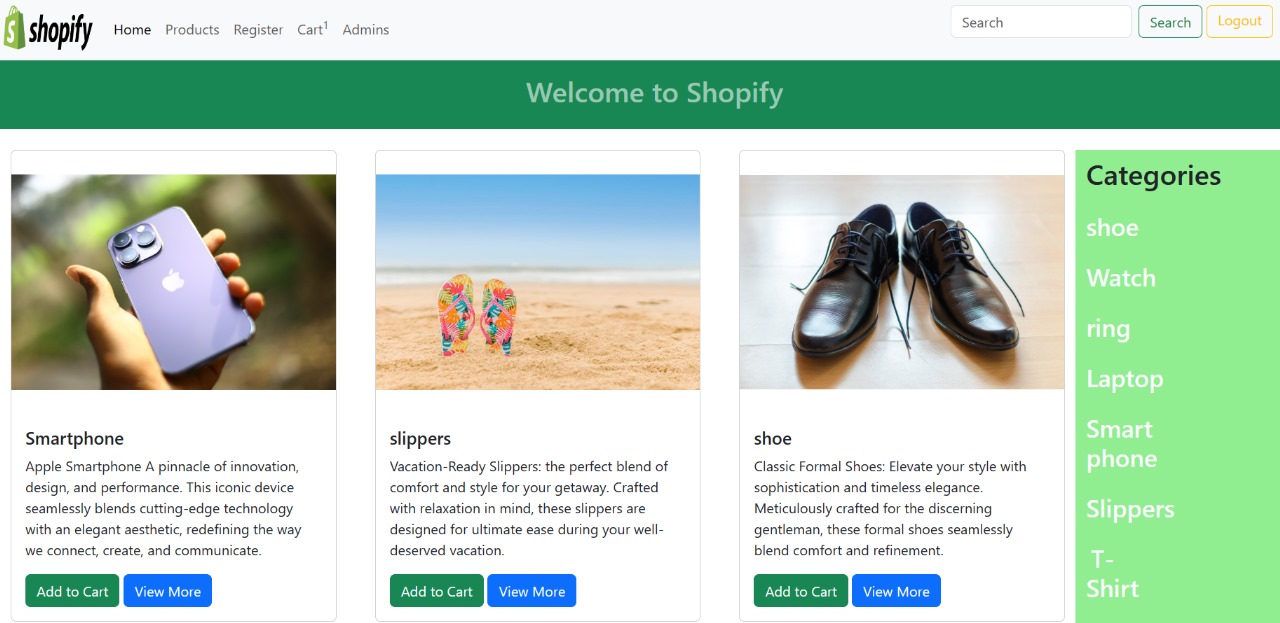 shopify Home Products Register Cart1 Admins Search Search Logout
Welcome to Shopify
Smartphone
Apple Smartphone A pinnacle of innovation,
design, and performance. This iconic device
seamlessly blends cutting-edge technology
with an elegant aesthetic, redefining the way
we connect, create, and communicate.
Add to Cart View More
slippers
Vacation-Ready Slippers: the perfect blend of
comfort and style for your getaway. Crafted
with relaxation in mind, these slippers are
designed for ultimate ease during your well-
deserved vacation.
Add to Cart View More
shoe
Classic Formal Shoes: Elevate your style with
sophistication and timeless elegance.
Meticulously crafted for the discerning
gentleman, these formal shoes seamlessly
blend comfort and refinement.
Add to Cart View More
Categories
shoe
Watch
ring
Laptop
Smart
phone
Slippers
T-
Shirt